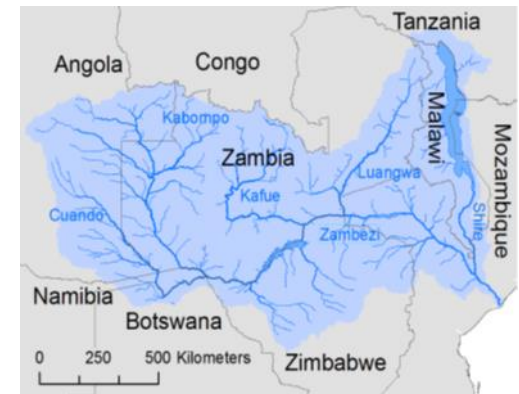 Tanzania
Angola
Congo
Kabompo
Malawi
Zambia
Mozambique
Luangwa
Kafue
Cuando
Shire
Zambezi
Namibia
Botswana
Zimbabwe
0 250 500 Kilometers